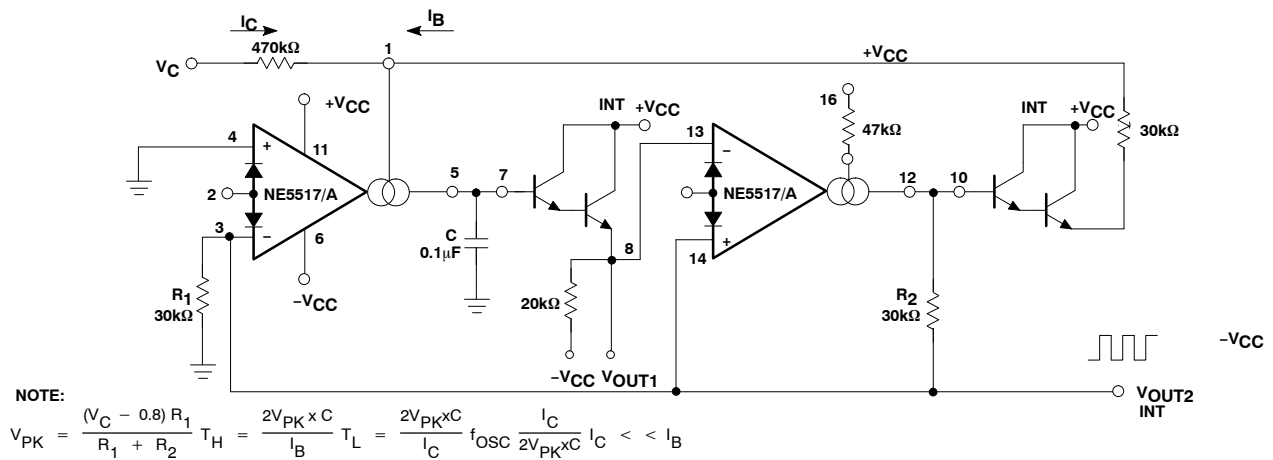 IC
IB
470kΩ
1
VC
+VCC
+VCC
4
+
11
NE5517/A
2
3
−
6
−VCC
R1
30kΩ
5
7
C
0.1μF
INT
+VCC
8
20kΩ
−VCC
VOUT1
13
−
NE5517/A
+
14
16
47kΩ
12
10
INT
+VCC
30kΩ
R2
30kΩ
−VCC
VOUT2
INT
NOTE:
VPK = (VC − 0.8) R1 / R1 + R2 TH = 2VPK x C / IB TL = 2VPKxC / IC fOSC IC / 2VPKxC IC < < IB